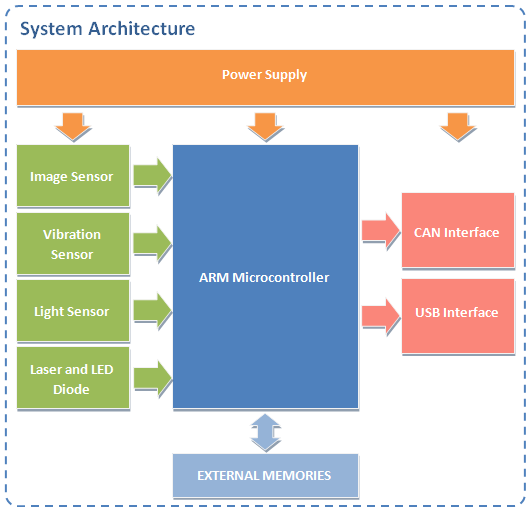 System Architecture
Power Supply
Image Sensor
Vibration
Sensor
Light Sensor
Laser and LED
Diode
ARM Microcontroller
CAN Interface
USB Interface
EXTERNAL MEMORIES